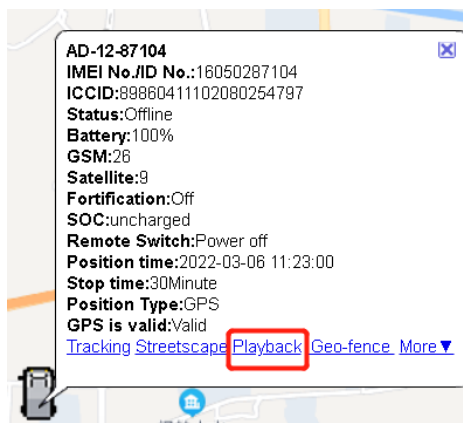 AD-12-87104
IMEI No./ID No.:16050287104
ICCID:89860411102080254797
Status:Offline
Battery:100%
GSM:26
Satellite:9
Fortification:Off
SOC:uncharged
Remote Switch:Power off
Position time:2022-03-06 11:23:00
Stop time:30Minute
Position Type:GPS
GPS is valid:Valid
Tracking Streetscape Playback Geo-fence More▼